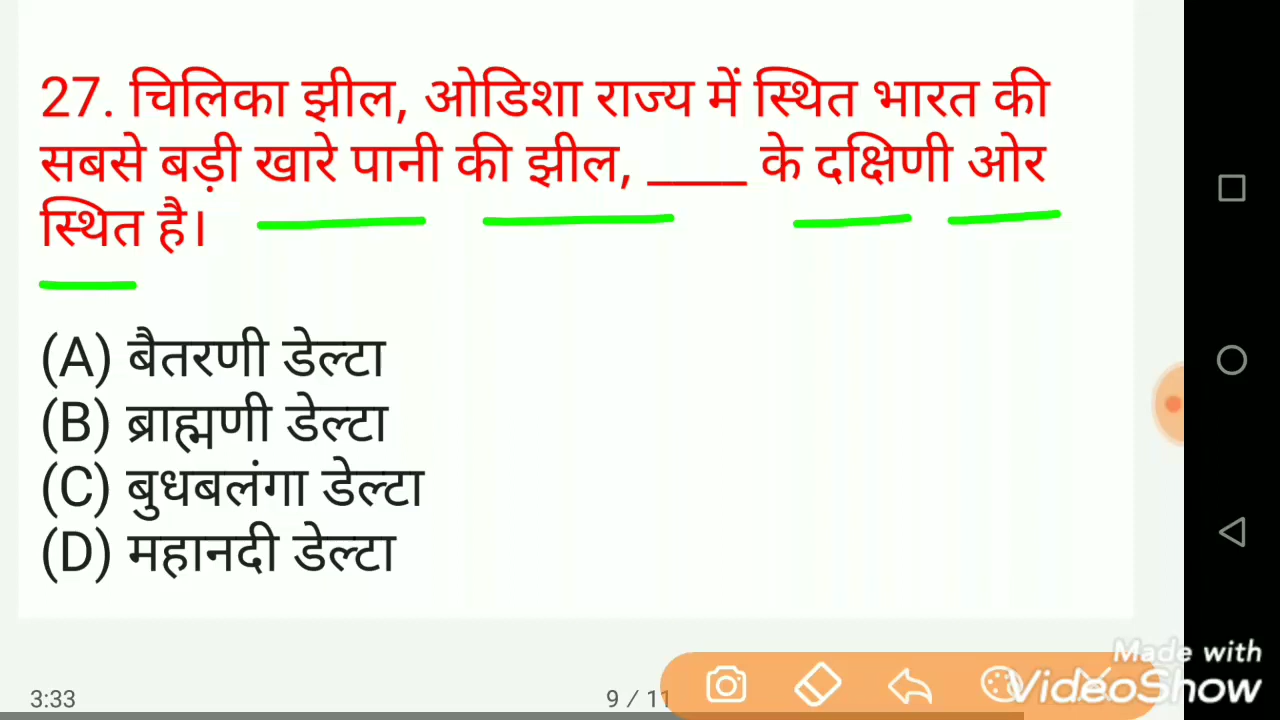 27. चिलिका झील, ओडिशा राज्य में स्थित भारत की
सबसे बड़ी खारे पानी की झील, ____ के दक्षिणी ओर
स्थित है।
(A) बैतरणी डेल्टा
(B) ब्राह्मणी डेल्टा
(C) बुधबलंगा डेल्टा
(D) महानदी डेल्टा
Made with
VideoShow
3:33
9 / 11